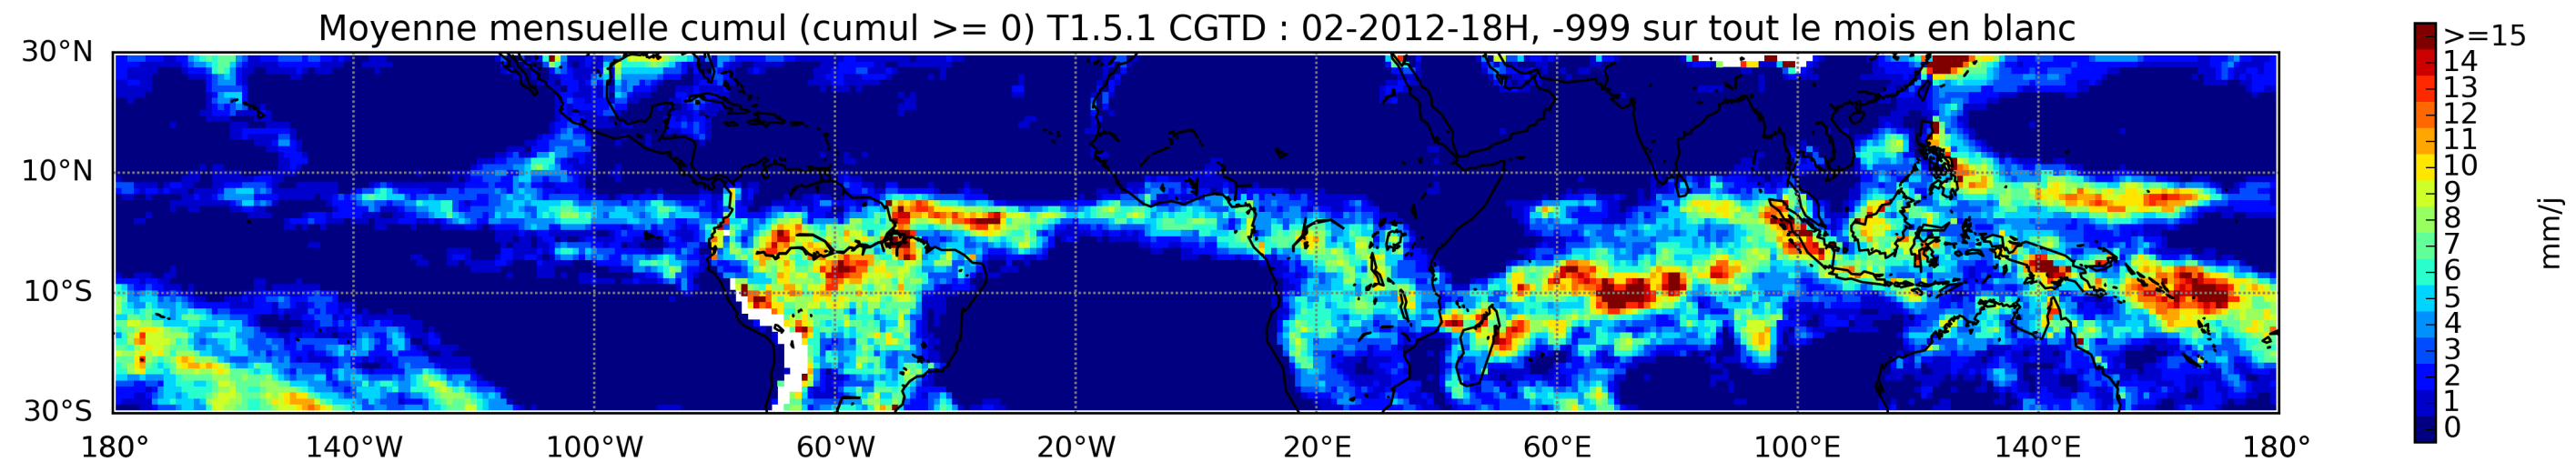 Moyenne mensuelle cumul (cumul >= 0) T1.5.1 CGTD : 02-2012-18H, -999 sur tout le mois en blanc
30°N
10°N
10°S
30°S
180° 140°W 100°W 60°W 20°W 20°E 60°E 100°E 140°E 180°
>=15
14
13
12
11
10
9
8
7
6
5
4
3
2
1
0
mm/j